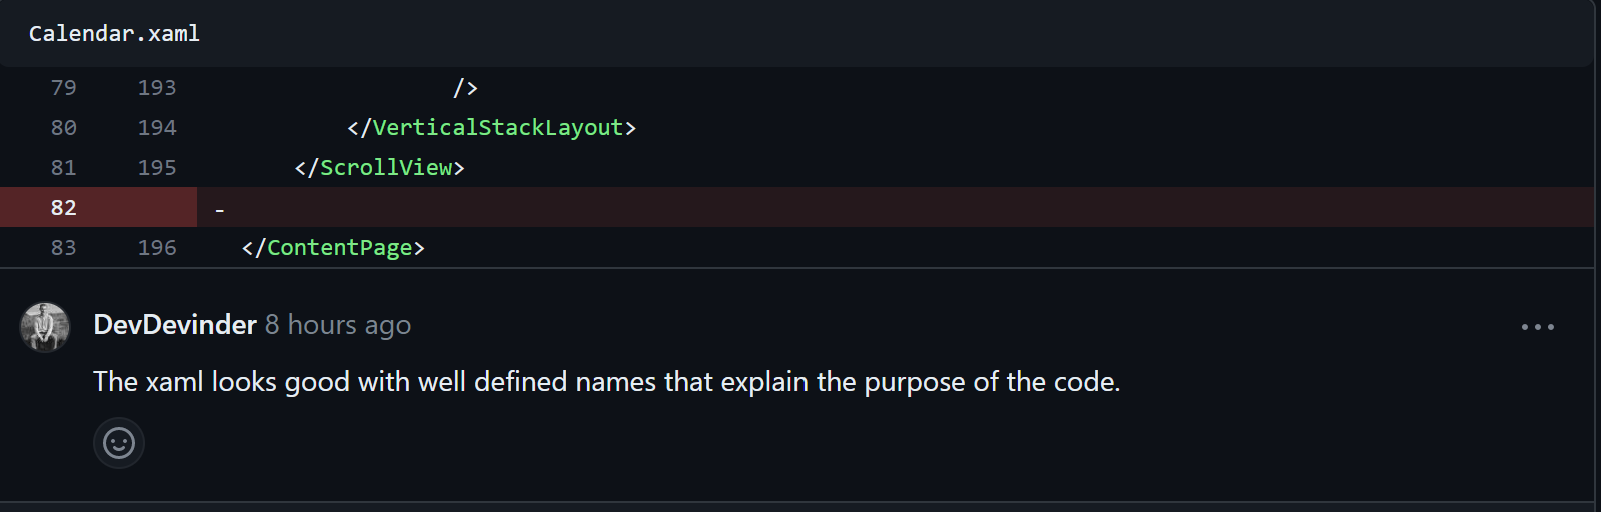 Calendar.xaml
79 193 />
80 194 </VerticalStackLayout>
81 195 </ScrollView>
82 -
83 196 </ContentPage>
DevDevinder 8 hours ago
The xaml looks good with well defined names that explain the purpose of the code.